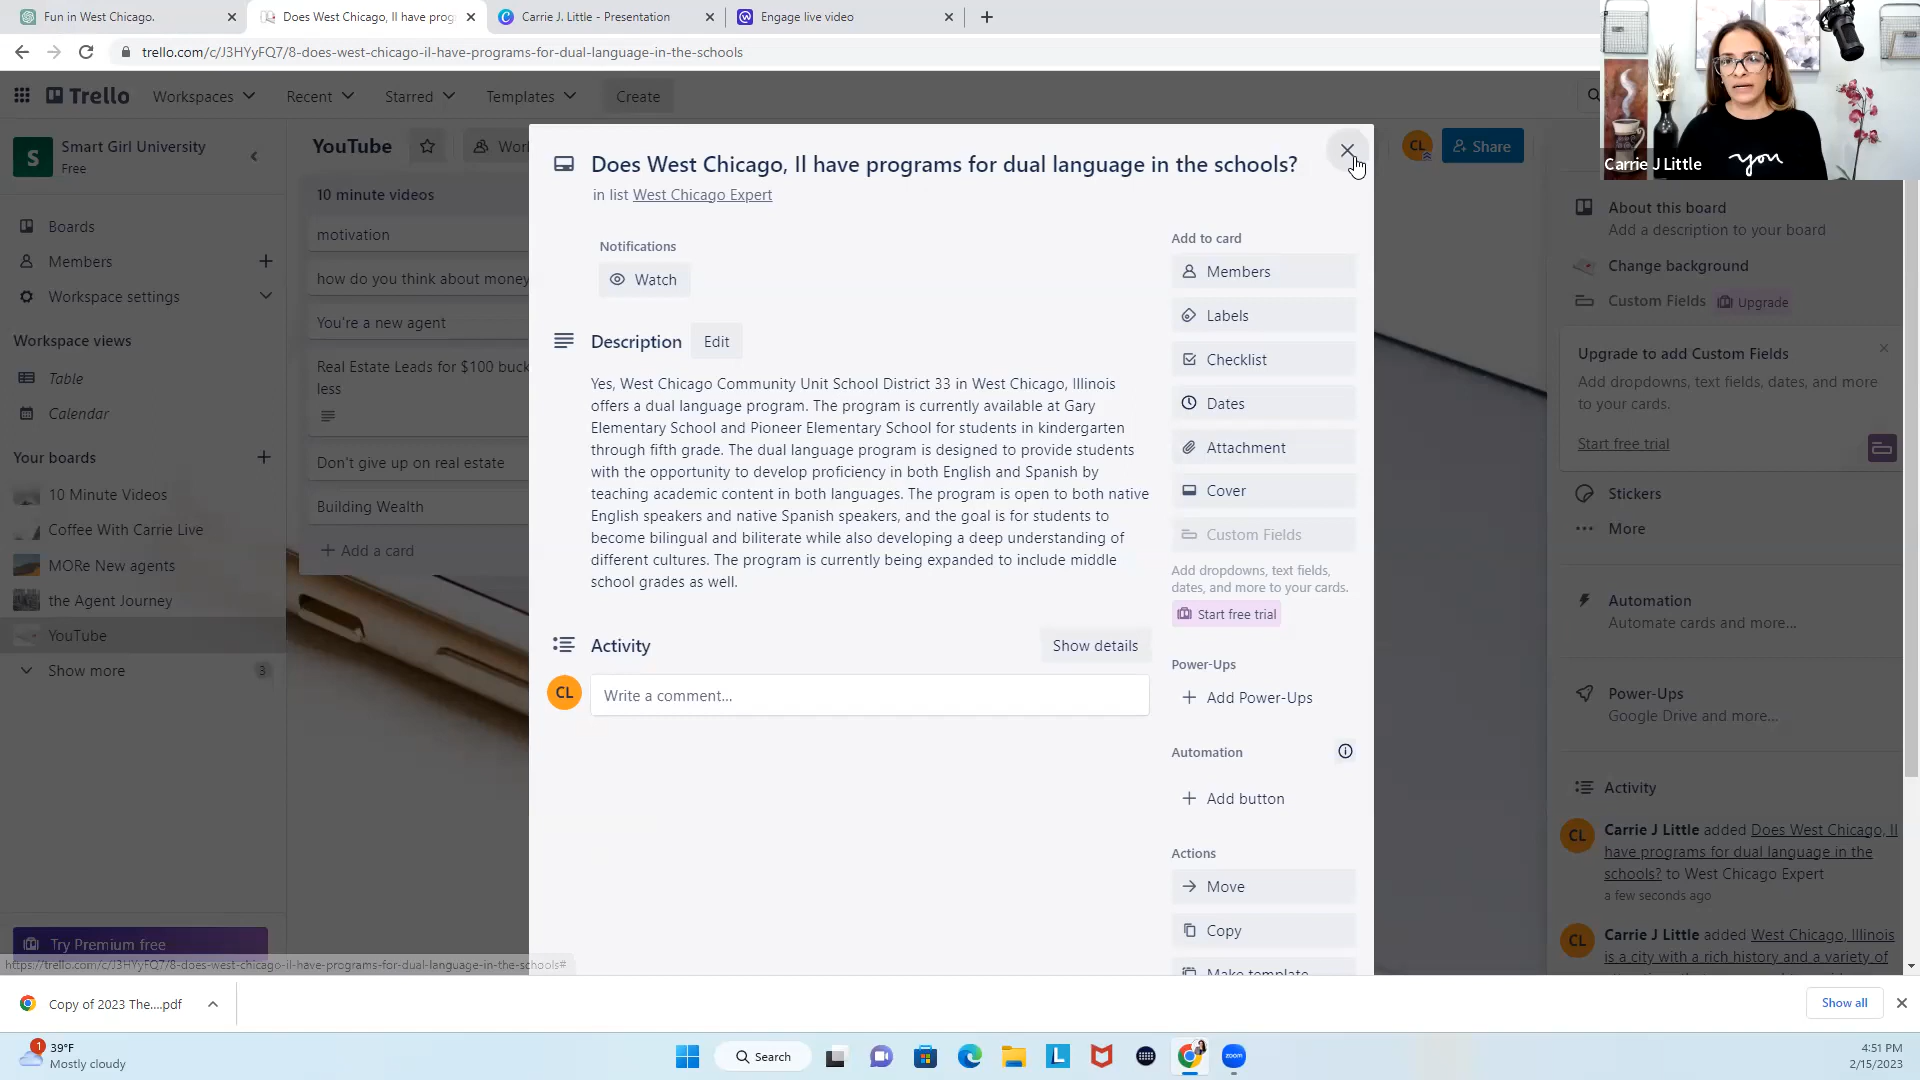 Fun in West Chicago.
Does West Chicago, Il have prog
Carrie J. Little - Presentation
Engage live video
trello.com/c/J3HYyFQ7/8-does-west-chicago-il-have-programs-for-dual-language-in-the-schools
Trello
Workspaces
Recent
Starred
Templates
Create
S
Smart Girl University
Free
Boards
Members
Workspace settings
Workspace views
Table
Calendar
Your boards
10 Minute Videos
Coffee With Carrie Live
MORe New agents
the Agent Journey
YouTube
Show more
3
Try Premium free
https://trello.com/c/J3HYyFQ7/8-does-west-chicago-il-have-programs-for-dual-language-in-the-schools#
YouTube
Wor
10 minute videos
motivation
how do you think about money
You're a new agent
Real Estate Leads for $100 buck
less
Don't give up on real estate
Building Wealth
Add a card
Does West Chicago, Il have programs for dual language in the schools?
in list West Chicago Expert
Notifications
Watch
Description
Edit
Yes, West Chicago Community Unit School District 33 in West Chicago, Illinois
offers a dual language program. The program is currently available at Gary
Elementary School and Pioneer Elementary School for students in kindergarten
through fifth grade. The dual language program is designed to provide students
with the opportunity to develop proficiency in both English and Spanish by
teaching academic content in both languages. The program is open to both native
English speakers and native Spanish speakers, and the goal is for students to
become bilingual and biliterate while also developing a deep understanding of
different cultures. The program is currently being expanded to include middle
school grades as well.
Activity
Show details
CL
Write a comment...
Add to card
Members
Labels
Checklist
Dates
Attachment
Cover
Custom Fields
Add dropdowns, text fields,
dates, and more to your cards.
Start free trial
Power-Ups
Add Power-Ups
Automation
Add button
Actions
Move
Copy
Make template
CL
Share
Carrie J Little
you
About this board
Add a description to your board
Change background
Custom Fields
Upgrade
Upgrade to add Custom Fields
Add dropdowns, text fields, dates, and more
to your cards.
Start free trial
Stickers
More
Automation
Automate cards and more...
Power-Ups
Google Drive and more...
Activity
CL
Carrie J Little added Does West Chicago, Il
have programs for dual language in the
schools? to West Chicago Expert
a few seconds ago
CL
Carrie J Little added West Chicago, Illinois
is a city with a rich history and a variety of
Copy of 2023 The....pdf
Show all
1
39°F
Mostly cloudy
Search
L
zoom
4:51 PM
2/15/2023